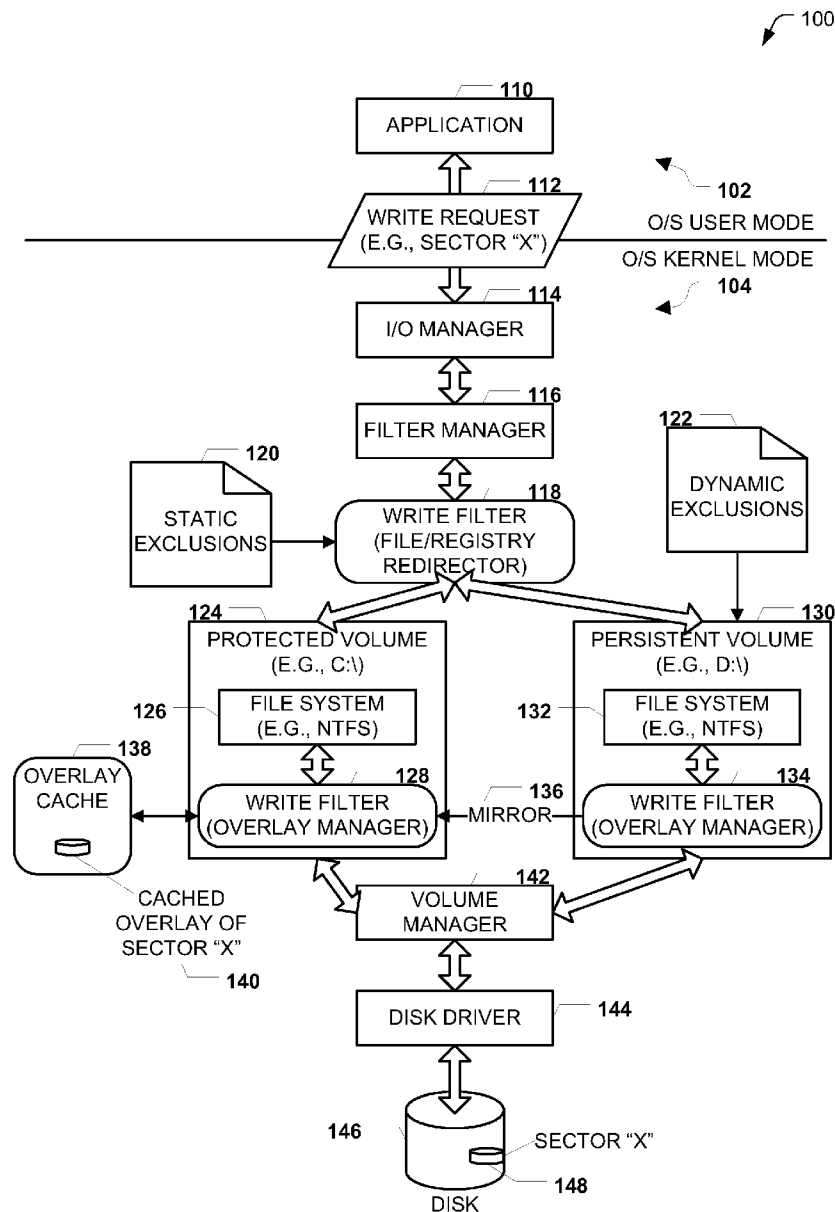 100
110
APPLICATION
112
102
WRITE REQUEST
(E.G., SECTOR “X”)
O/S USER MODE
O/S KERNEL MODE
104
114
I/O MANAGER
116
FILTER MANAGER
120
STATIC
EXCLUSIONS
118
WRITE FILTER
(FILE/REGISTRY
REDIRECTOR)
122
DYNAMIC
EXCLUSIONS
124
PROTECTED VOLUME
(E.G., C:\)
126
FILE SYSTEM
(E.G., NTFS)
128
WRITE FILTER
(OVERLAY MANAGER)
130
PERSISTENT VOLUME
(E.G., D:\)
132
FILE SYSTEM
(E.G., NTFS)
134
WRITE FILTER
(OVERLAY MANAGER)
136
MIRROR
138
OVERLAY
CACHE
CACHED
OVERLAY OF
SECTOR “X”
140
142
VOLUME
MANAGER
DISK DRIVER
144
146
SECTOR “X”
148
DISK